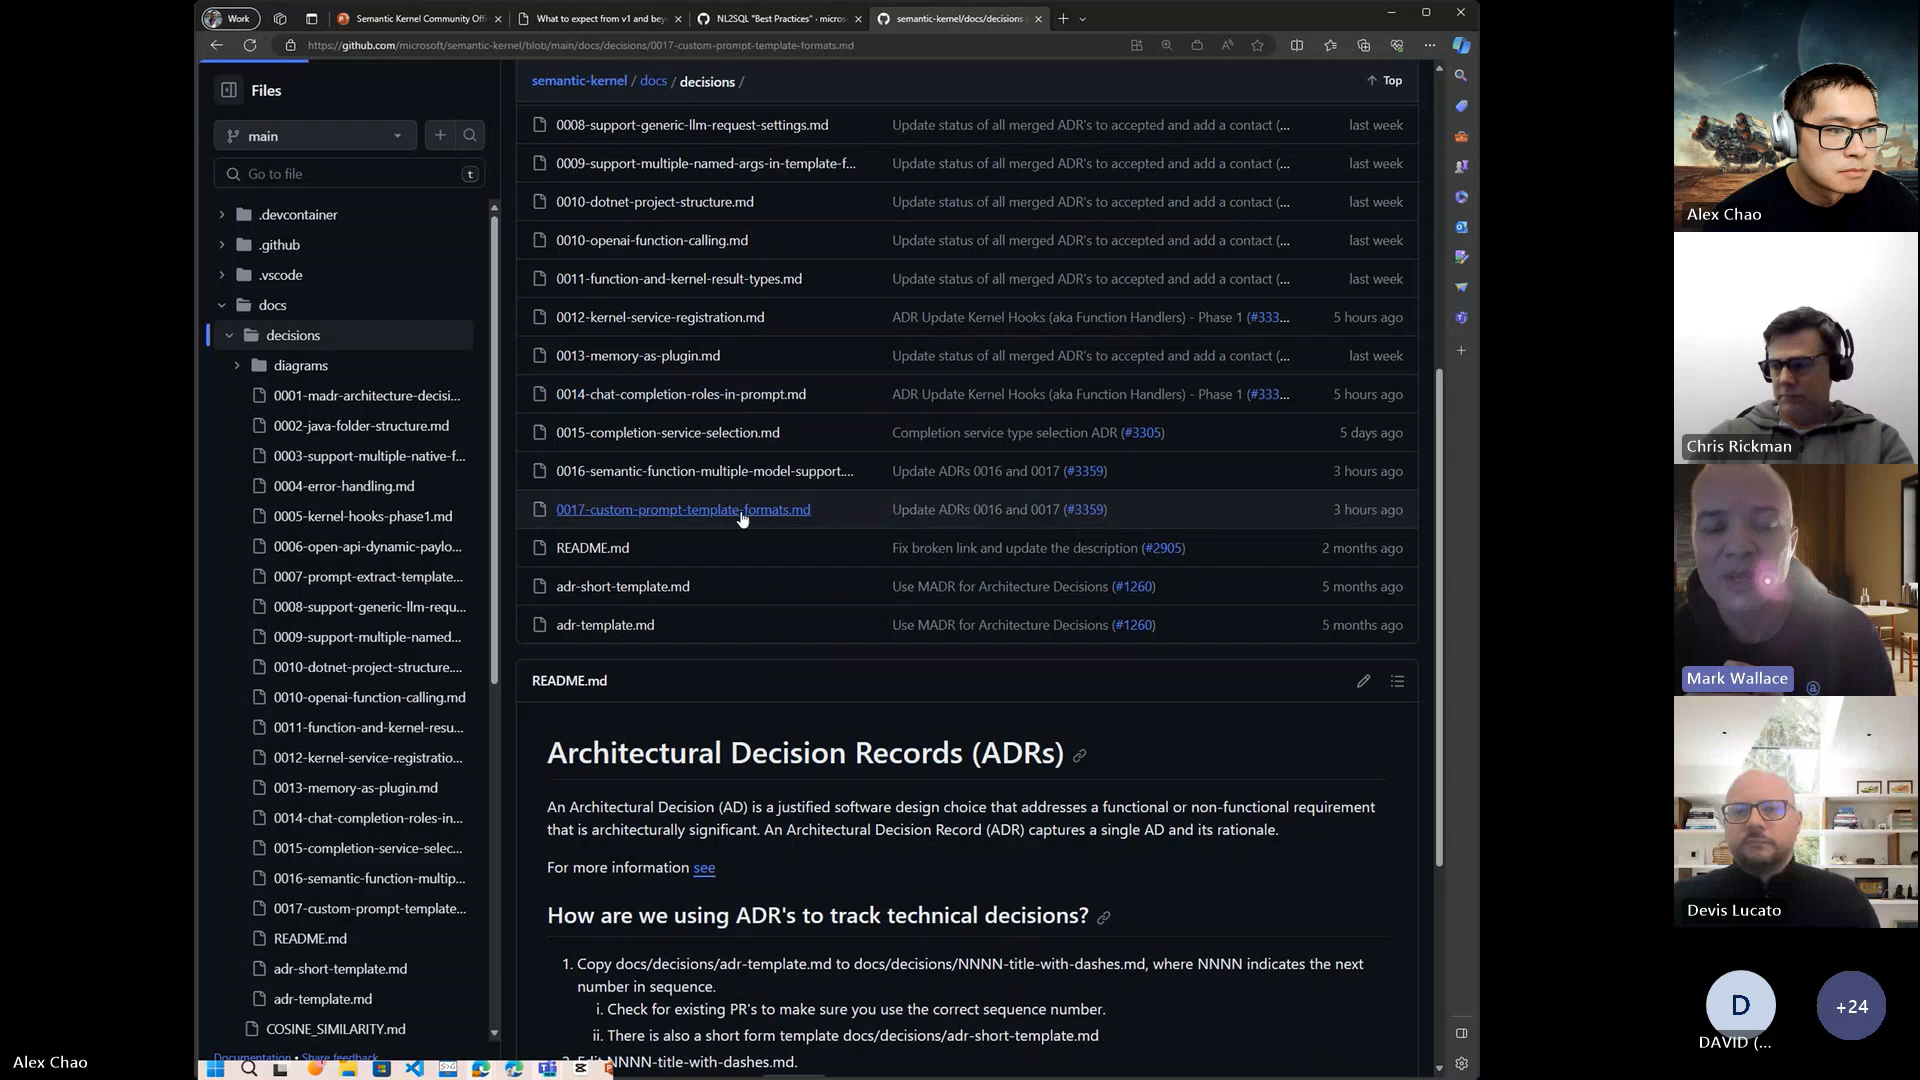 Work
Semantic Kernel Community Offi
What to expect from v1 and bey
NL2SQL "Best Practices" · micros
semantic-kernel/docs/decisions
https://github.com/microsoft/semantic-kernel/blob/main/docs/decisions/0017-custom-prompt-template-formats.md
Files
main
Go to file
t
.devcontainer
.github
.vscode
docs
decisions
diagrams
0001-madr-architecture-decisi...
0002-java-folder-structure.md
0003-support-multiple-native-f...
0004-error-handling.md
0005-kernel-hooks-phase1.md
0006-open-api-dynamic-paylo...
0007-prompt-extract-template...
0008-support-generic-llm-requ...
0009-support-multiple-named...
0010-dotnet-project-structure....
0010-openai-function-calling.md
0011-function-and-kernel-resu...
0012-kernel-service-registratio...
0013-memory-as-plugin.md
0014-chat-completion-roles-in...
0015-completion-service-selec...
0016-semantic-function-multip...
0017-custom-prompt-template...
README.md
adr-short-template.md
adr-template.md
COSINE_SIMILARITY.md
Documentation • Share feedback
semantic-kernel / docs / decisions /
Top
0008-support-generic-llm-request-settings.md Update status of all merged ADR's to accepted and add a contact (... last week
0009-support-multiple-named-args-in-template-f... Update status of all merged ADR's to accepted and add a contact (... last week
0010-dotnet-project-structure.md Update status of all merged ADR's to accepted and add a contact (... last week
0010-openai-function-calling.md Update status of all merged ADR's to accepted and add a contact (... last week
0011-function-and-kernel-result-types.md Update status of all merged ADR's to accepted and add a contact (... last week
0012-kernel-service-registration.md ADR Update Kernel Hooks (aka Function Handlers) - Phase 1 (#333... 5 hours ago
0013-memory-as-plugin.md Update status of all merged ADR's to accepted and add a contact (... last week
0014-chat-completion-roles-in-prompt.md ADR Update Kernel Hooks (aka Function Handlers) - Phase 1 (#333... 5 hours ago
0015-completion-service-selection.md Completion service type selection ADR (#3305) 5 days ago
0016-semantic-function-multiple-model-support.... Update ADRs 0016 and 0017 (#3359) 3 hours ago
0017-custom-prompt-template-formats.md Update ADRs 0016 and 0017 (#3359) 3 hours ago
README.md Fix broken link and update the description (#2905) 2 months ago
adr-short-template.md Use MADR for Architecture Decisions (#1260) 5 months ago
adr-template.md Use MADR for Architecture Decisions (#1260) 5 months ago
README.md
Architectural Decision Records (ADRs)
An Architectural Decision (AD) is a justified software design choice that addresses a functional or non-functional requirement
that is architecturally significant. An Architectural Decision Record (ADR) captures a single AD and its rationale.
For more information see
How are we using ADR's to track technical decisions?
1. Copy docs/decisions/adr-template.md to docs/decisions/NNNN-title-with-dashes.md, where NNNN indicates the next
number in sequence.
i. Check for existing PR's to make sure you use the correct sequence number.
ii. There is also a short form template docs/decisions/adr-short-template.md
2. Edit NNNN-title-with-dashes.md.
Alex Chao
Chris Rickman
Mark Wallace
Devis Lucato
D
DAVID (...
+24
Alex Chao